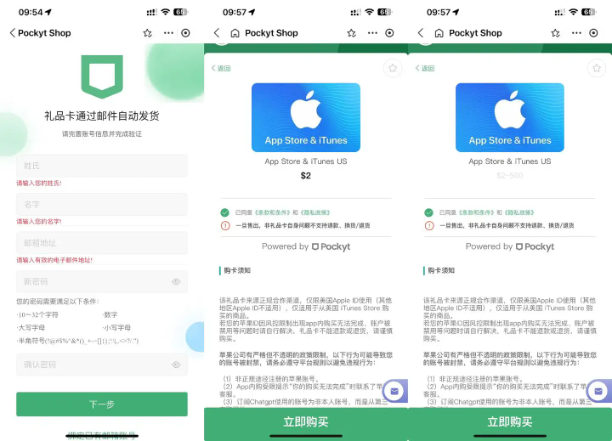 09:54
Pockyt Shop
礼品卡通过邮件自动发货
请完善账号信息并完成验证
姓氏
请输入您的姓氏!
名字
请输入您的名字!
邮箱地址
请输入有效的电子邮件地址!
新密码
您的密码需要满足以下条件:
·10～32个字符 ·数字
·大写字母 ·小写字母
确认密码
下一步
绑定已有邮箱账号
09:57
Pockyt Shop
返回
App Store & iTunes
App Store & iTunes US
$2
已同意《条款和条件》和《隐私政策》
一旦售出，非礼品卡自身问题不支持退款、换货/退货
Powered by Pockyt
购卡须知
该礼品卡来源正规合作渠道，仅限美国Apple ID使用（其他
地区Apple ID不适用），仅适用于从美国 iTunes Store 购
买的商品。
若您的苹果ID因风控限制出现app内购买无法完成、账户被
禁用等问题时请自行解决，礼品卡不能退款或退货，请谨慎
购买。
苹果公司有严格但不透明的政策限制，以下行为可能导致您
的账号被封禁，请务必遵守平台规则以避免违规行为：
（1）非正规途径注册的苹果账号。
（2）App内购受限提示“你的购买无法完成”时联系了苹
客服。
（3）订阅Chatgpt使用的账号为非本人账号，而是从第三
立即购买
09:57
Pockyt Shop
返回
App Store & iTunes
App Store & iTunes US
$2-500
已同意《条款和条件》和《隐私政策》
一旦售出，非礼品卡自身问题不支持退款、换货/退货
Powered by Pockyt
购卡须知
该礼品卡来源正规合作渠道，仅限美国Apple ID使用（其他
地区Apple ID不适用），仅适用于从美国 iTunes Store 购
买的商品。
若您的苹果ID因风控限制出现app内购买无法完成、账户被
禁用等问题时请自行解决，礼品卡不能退款或退货，请谨慎
购买。
苹果公司有严格但不透明的政策限制，以下行为可能导致您
的账号被封禁，请务必遵守平台规则以避免违规行为：
（1）非正规途径注册的苹果账号。
（2）App内购受限提示“你的购买无法完成”时联系了苹
客服。
（3）订阅Chatgpt使用的账号为非本人账号，而是从第三
立即购买